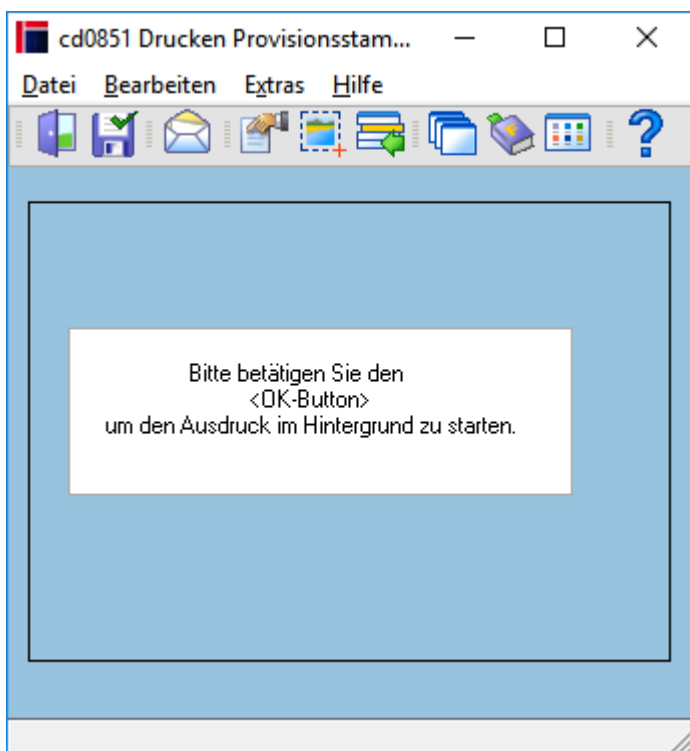 cd0851 Drucken Provisionsstam...
Datei Bearbeiten Extras Hilfe
Bitte betätigen Sie den
<OK-Button>
um den Ausdruck im Hintergrund zu starten.